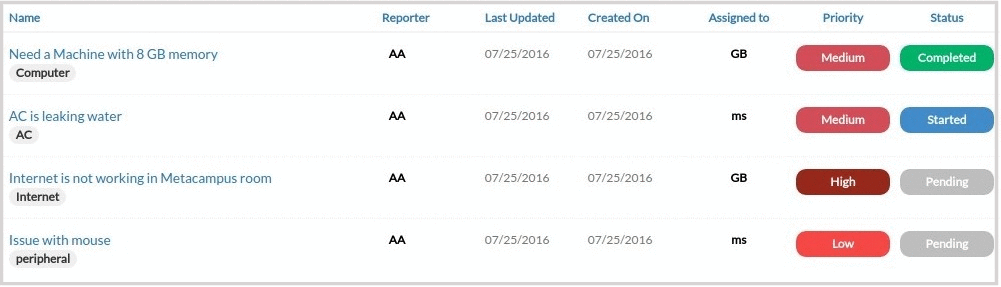 Name Reporter Last Updated Created On Assigned to Priority Status
Need a Machine with 8 GB memory AA 07/25/2016 07/25/2016 GB Medium Completed
Computer
AC is leaking water AA 07/25/2016 07/25/2016 ms Medium Started
AC
Internet is not working in Metacampus room AA 07/25/2016 07/25/2016 GB High Pending
Internet
Issue with mouse AA 07/25/2016 07/25/2016 ms Low Pending
peripheral